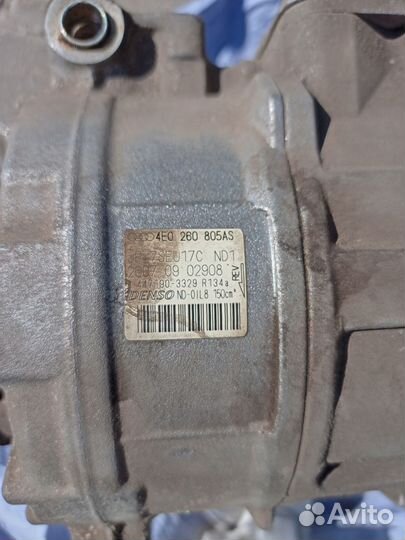 4E0 260 805AS
7SEU17C ND1
2007 09 02908
447190-3329 R134a
REV
DENSO ND-OIL8 150cm³
Avito